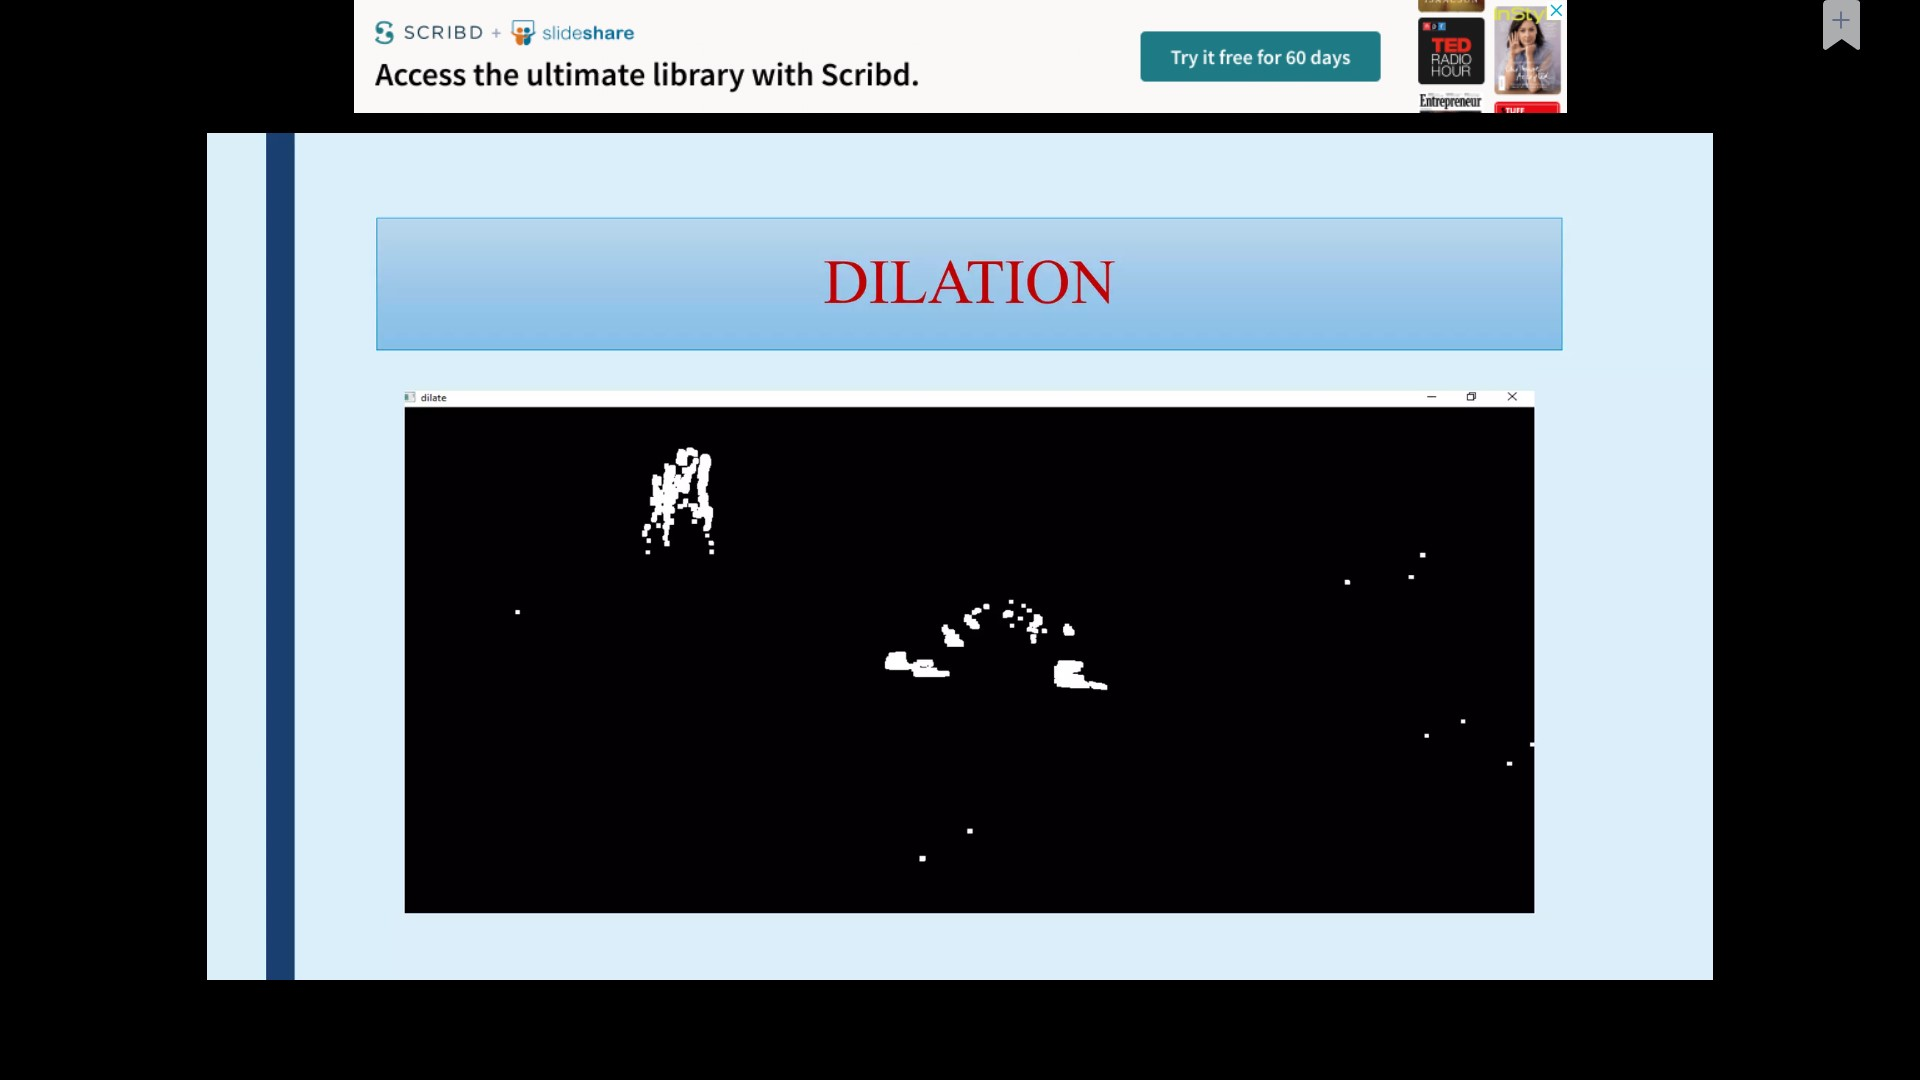 SCRIBD + slideshare
Access the ultimate library with Scribd.
Try it free for 60 days
TED
RADIO
HOUR
InStyle
Entrepreneur
DILATION
dilate